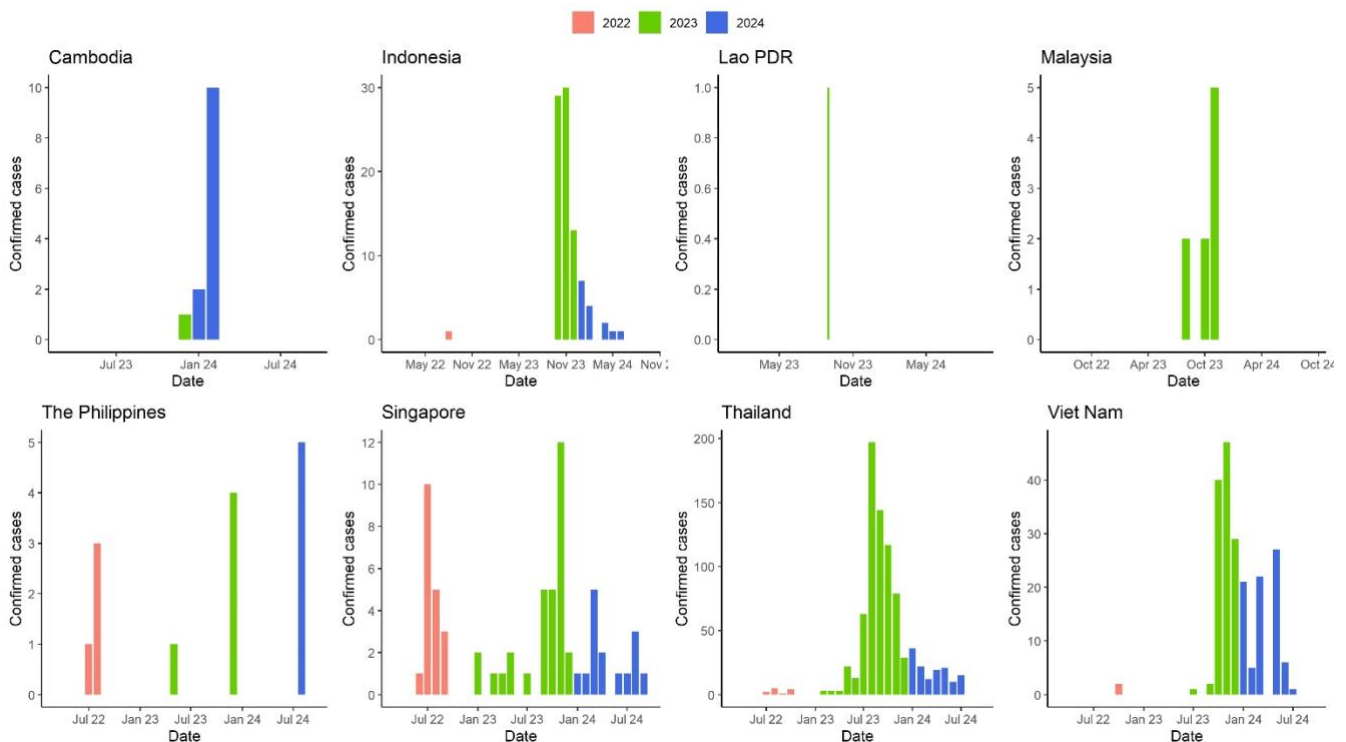 2022 2023 2024
Cambodia
Confirmed cases
10
8
6
4
2
0
Jul 23 Jan 24 Jul 24
Date
Indonesia
Confirmed cases
30
20
10
0
May 22 Nov 22 May 23 Nov 23 May 24 Nov 2
Date
Lao PDR
Confirmed cases
1.0
0.8
0.6
0.4
0.2
0.0
May 23 Nov 23 May 24
Date
Malaysia
Confirmed cases
5
4
3
2
1
0
Oct 22 Apr 23 Oct 23 Apr 24 Oct 24
Date
The Philippines
Confirmed cases
5
4
3
2
1
0
Jul 22 Jan 23 Jul 23 Jan 24 Jul 24
Date
Singapore
Confirmed cases
12
10
8
6
4
2
0
Jul 22 Jan 23 Jul 23 Jan 24 Jul 24
Date
Thailand
Confirmed cases
200
150
100
50
0
Jul 22 Jan 23 Jul 23 Jan 24 Jul 24
Date
Viet Nam
Confirmed cases
40
30
20
10
0
Jul 22 Jan 23 Jul 23 Jan 24 Jul 24
Date